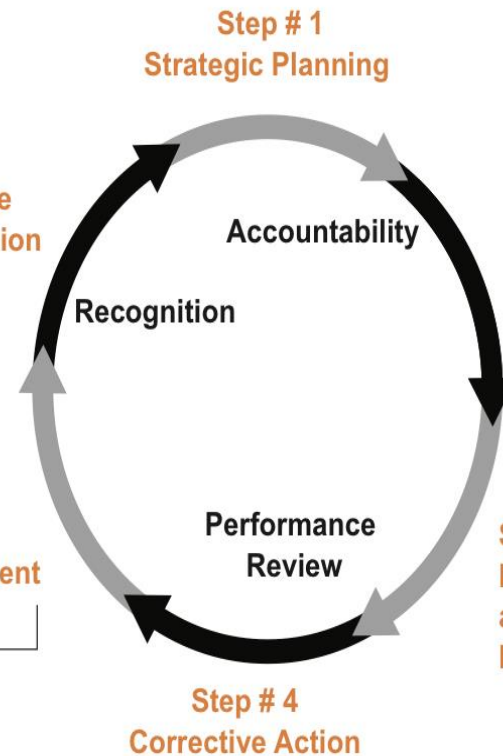 Step # 1
Strategic Planning
Accountability
Recognition
Performance
Review
Step # 4
Corrective Action